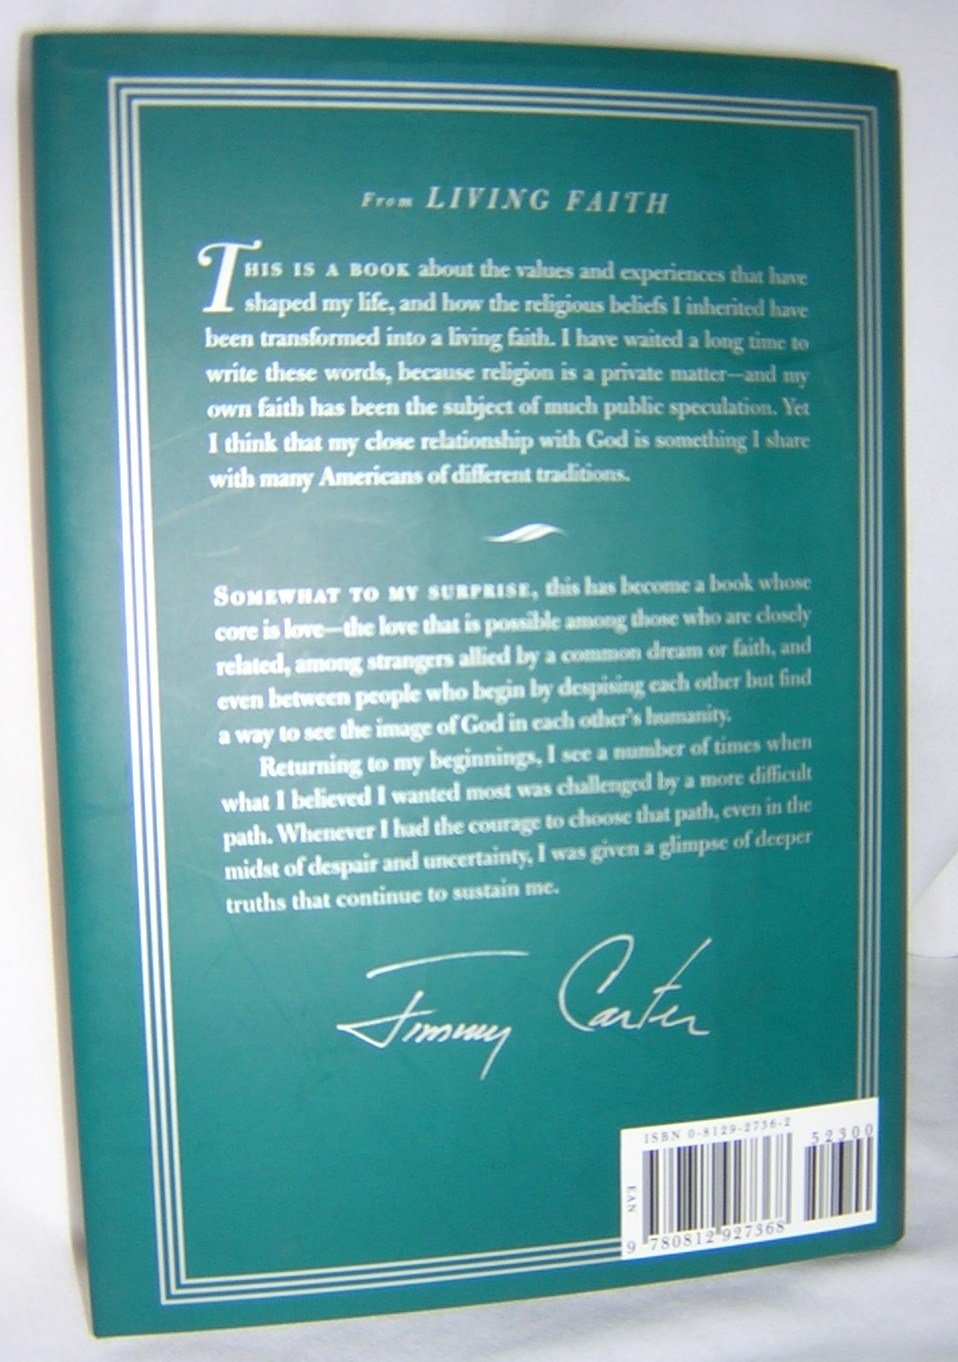 From LIVING FAITH
THIS IS A BOOK about the values and experiences that have
shaped my life, and how the religious beliefs I inherited have
been transformed into a living faith. I have waited a long time to
write these words, because religion is a private matter—and my
own faith has been the subject of much public speculation. Yet
I think that my close relationship with God is something I share
with many Americans of different traditions.
SOMEWHAT TO MY SURPRISE, this has become a book whose
core is love—the love that is possible among those who are closely
related, among strangers allied by a common dream or faith, and
even between people who begin by despising each other but find
a way to see the image of God in each other's humanity.
Returning to my beginnings, I see a number of times when
what I believed I wanted most was challenged by a more difficult
path. Whenever I had the courage to choose that path, even in the
midst of despair and uncertainty, I was given a glimpse of deeper
truths that continue to sustain me.
Jimmy Carter
ISBN 0-8129-2736-2
52300
EAN
9 780812 927368